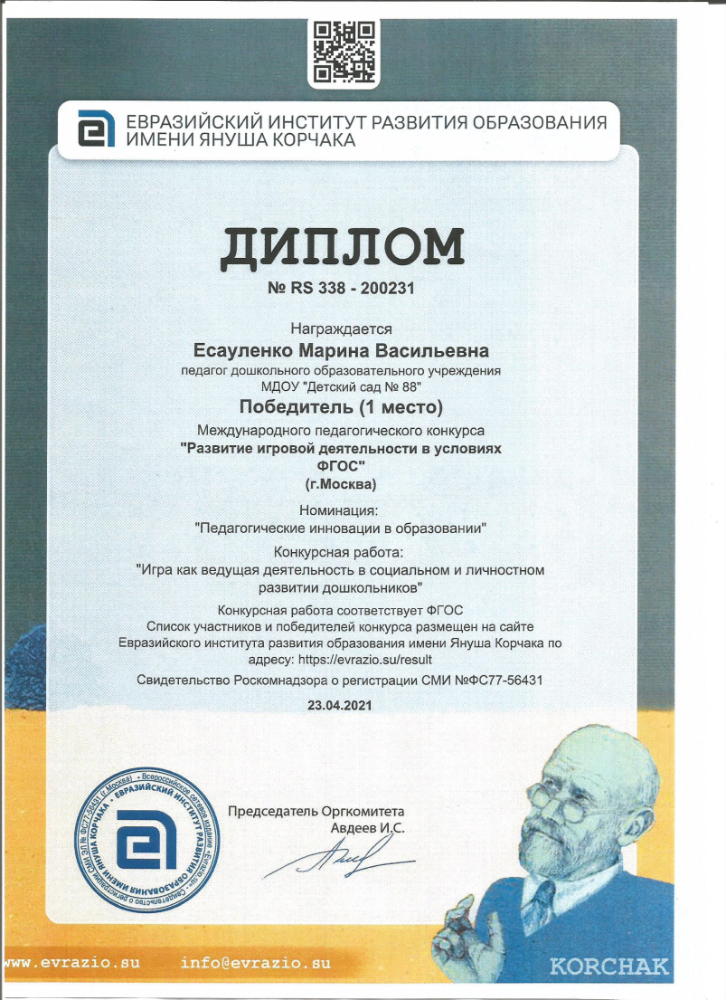 ЕВРАЗИЙСКИЙ ИНСТИТУТ РАЗВИТИЯ ОБРАЗОВАНИЯ
ИМЕНИ ЯНУША КОРЧАКА
ДИПЛОМ
№ RS 338 - 200231
Награждается
Есауленко Марина Васильевна
педагог дошкольного образовательного учреждения
МДОУ "Детский сад № 88"
Победитель (1 место)
Международного педагогического конкурса
"Развитие игровой деятельности в условиях
ФГОС"
(г.Москва)
Номинация:
"Педагогические инновации в образовании"
Конкурсная работа:
"Игра как ведущая деятельность в социальном и личностном
развитии дошкольников"
Конкурсная работа соответствует ФГОС
Список участников и победителей конкурса размещен на сайте
Евразийского института развития образования имени Януша Корчака по
адресу: https://evrazio.su/result
Свидетельство Роскомнадзора о регистрации СМИ №ФС77-56431
23.04.2021
Председатель Оргкомитета
Авдеев И.С.
• Всероссийское сетевое издание «Evrazio.su» • Свидетельство о регистрации СМИ ЭЛ № ФС77-56431 (г.Москва)
• ЕВРАЗИЙСКИЙ ИНСТИТУТ РАЗВИТИЯ ОБРАЗОВАНИЯ ИМЕНИ ЯНУША КОРЧАКА
www.evrazio.su info@evrazio.su
KORCHAK